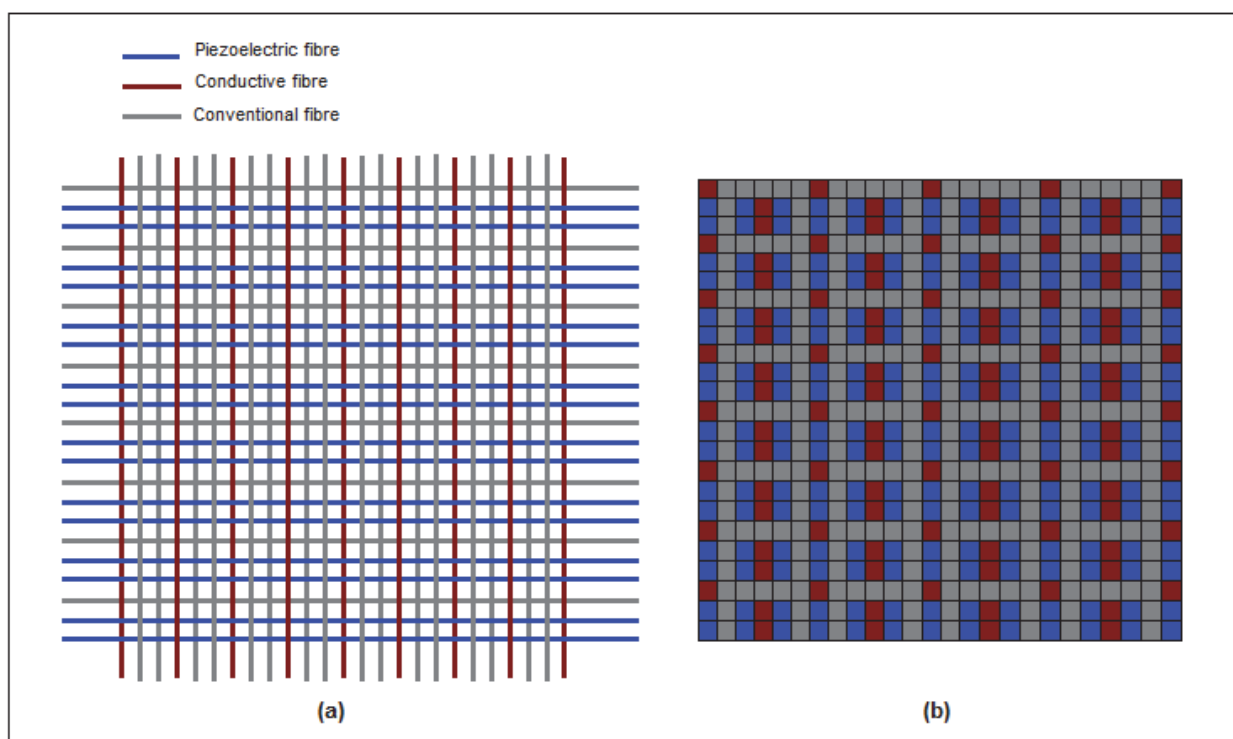 Piezoelectric fibre
Conductive fibre
Conventional fibre
(a)
(b)